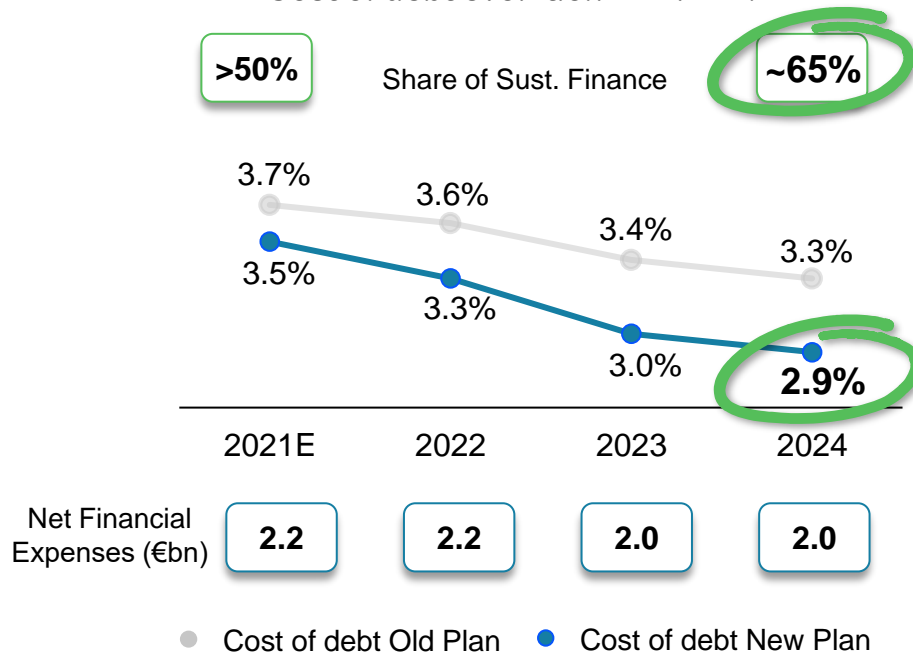 >50%
Share of Sust. Finance
~65%
3.7%
3.6%
3.4%
3.3%
3.5%
3.3%
3.0%
2.9%
2021E
2022
2023
2024
Net Financial
Expenses (€bn)
2.2
2.2
2.0
2.0
Cost of debt Old Plan
Cost of debt New Plan